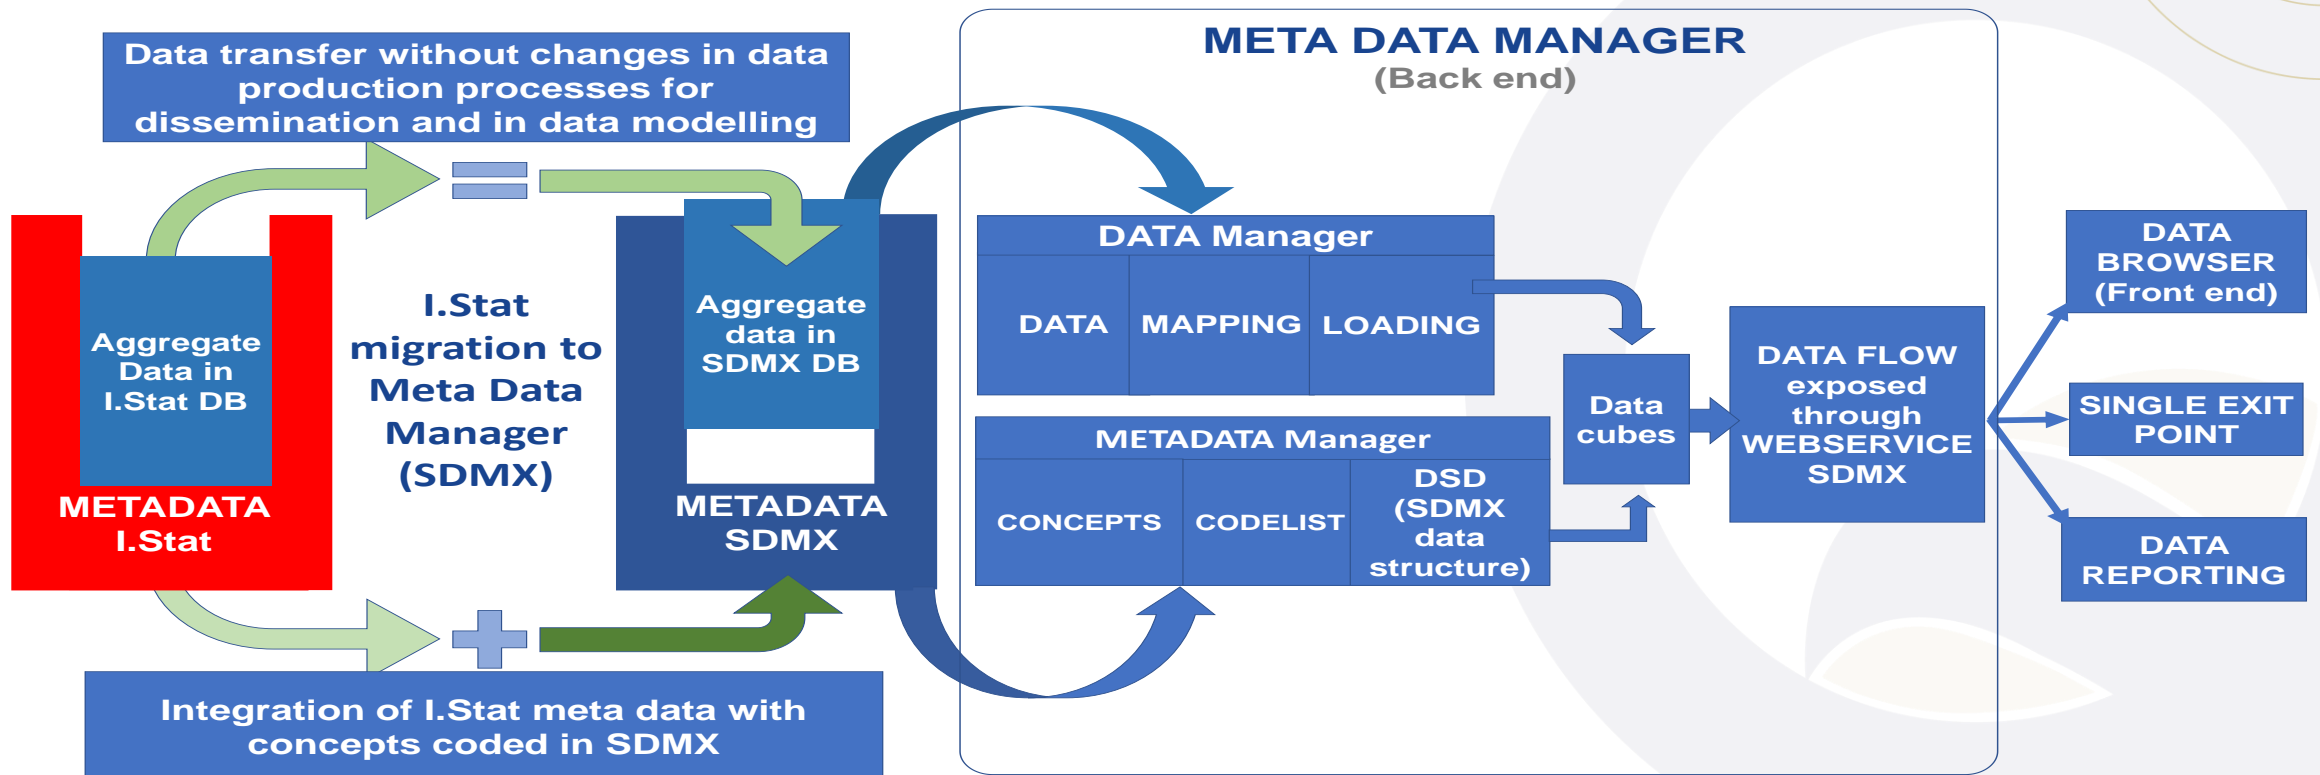 Data transfer without changes in data
production processes for
dissemination and in data modelling
Aggregate
Data in
I.Stat DB
METADATA
I.Stat
I.Stat
migration to
Meta Data
Manager
(SDMX)
Aggregate
data in
SDMX DB
METADATA
SDMX
Integration of I.Stat meta data with
concepts coded in SDMX
META DATA MANAGER
(Back end)
DATA Manager
DATA
MAPPING
LOADING
METADATA Manager
CONCEPTS
CODELIST
DSD
(SDMX
data
structure)
Data
cubes
DATA FLOW
exposed
through
WEBSERVICE
SDMX
DATA
BROWSER
(Front end)
SINGLE EXIT
POINT
DATA
REPORTING